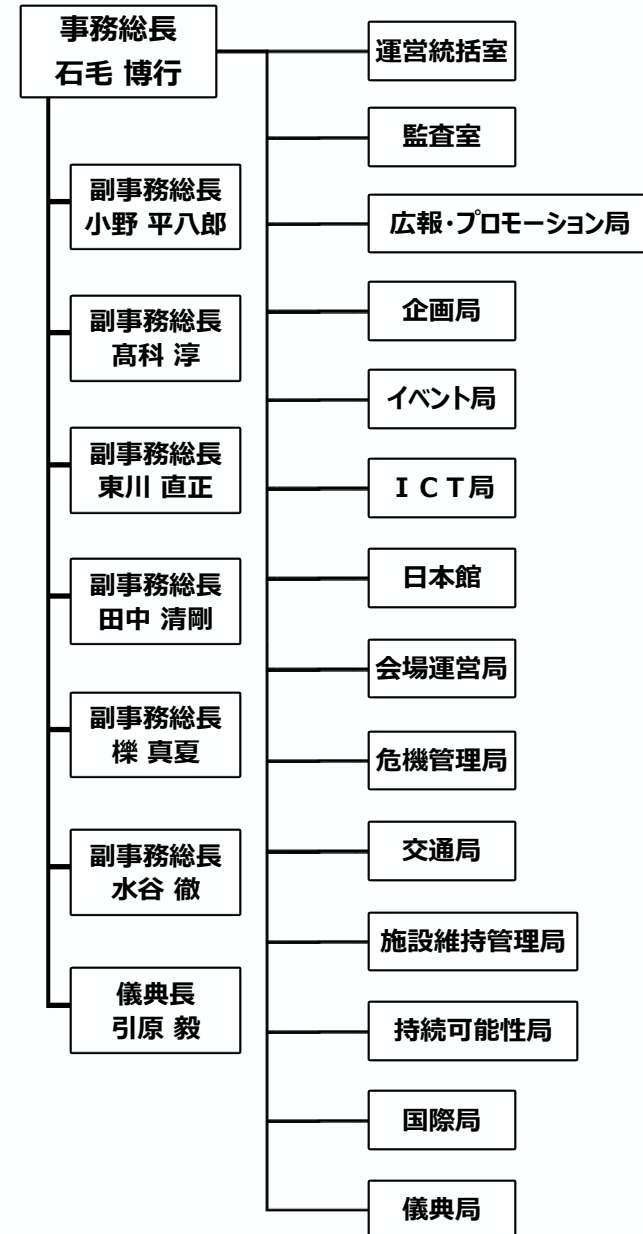 事務総長
石毛 博行
副事務総長
小野 平八郎
副事務総長
髙科 淳
副事務総長
東川 直正
副事務総長
田中 清剛
副事務総長
櫟 真夏
副事務総長
水谷 徹
儀典長
引原 毅
運営統括室
監査室
広報・プロモーション局
企画局
イベント局
ＩＣＴ局
日本館
会場運営局
危機管理局
交通局
施設維持管理局
持続可能性局
国際局
儀典局